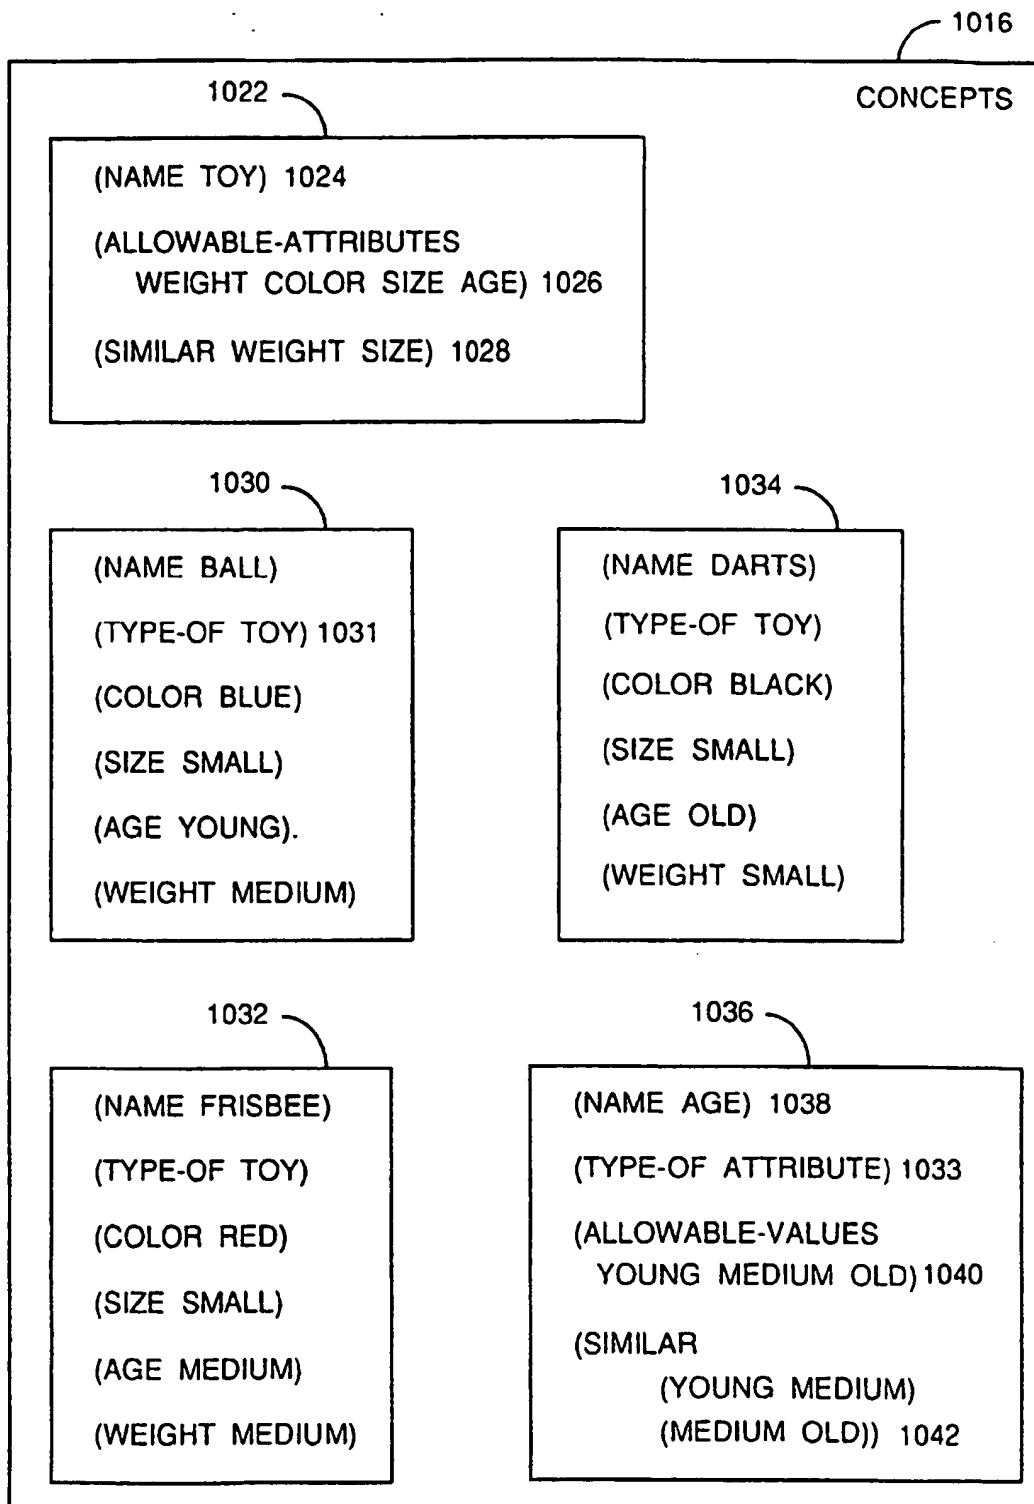 1016
CONCEPTS
1022
(NAME TOY) 1024
(ALLOWABLE-ATTRIBUTES
WEIGHT COLOR SIZE AGE) 1026
(SIMILAR WEIGHT SIZE) 1028
1030
(NAME BALL)
(TYPE-OF TOY) 1031
(COLOR BLUE)
(SIZE SMALL)
(AGE YOUNG).
(WEIGHT MEDIUM)
1034
(NAME DARTS)
(TYPE-OF TOY)
(COLOR BLACK)
(SIZE SMALL)
(AGE OLD)
(WEIGHT SMALL)
1032
(NAME FRISBEE)
(TYPE-OF TOY)
(COLOR RED)
(SIZE SMALL)
(AGE MEDIUM)
(WEIGHT MEDIUM)
1036
(NAME AGE) 1038
(TYPE-OF ATTRIBUTE) 1033
(ALLOWABLE-VALUES
YOUNG MEDIUM OLD) 1040
(SIMILAR
(YOUNG MEDIUM)
(MEDIUM OLD)) 1042